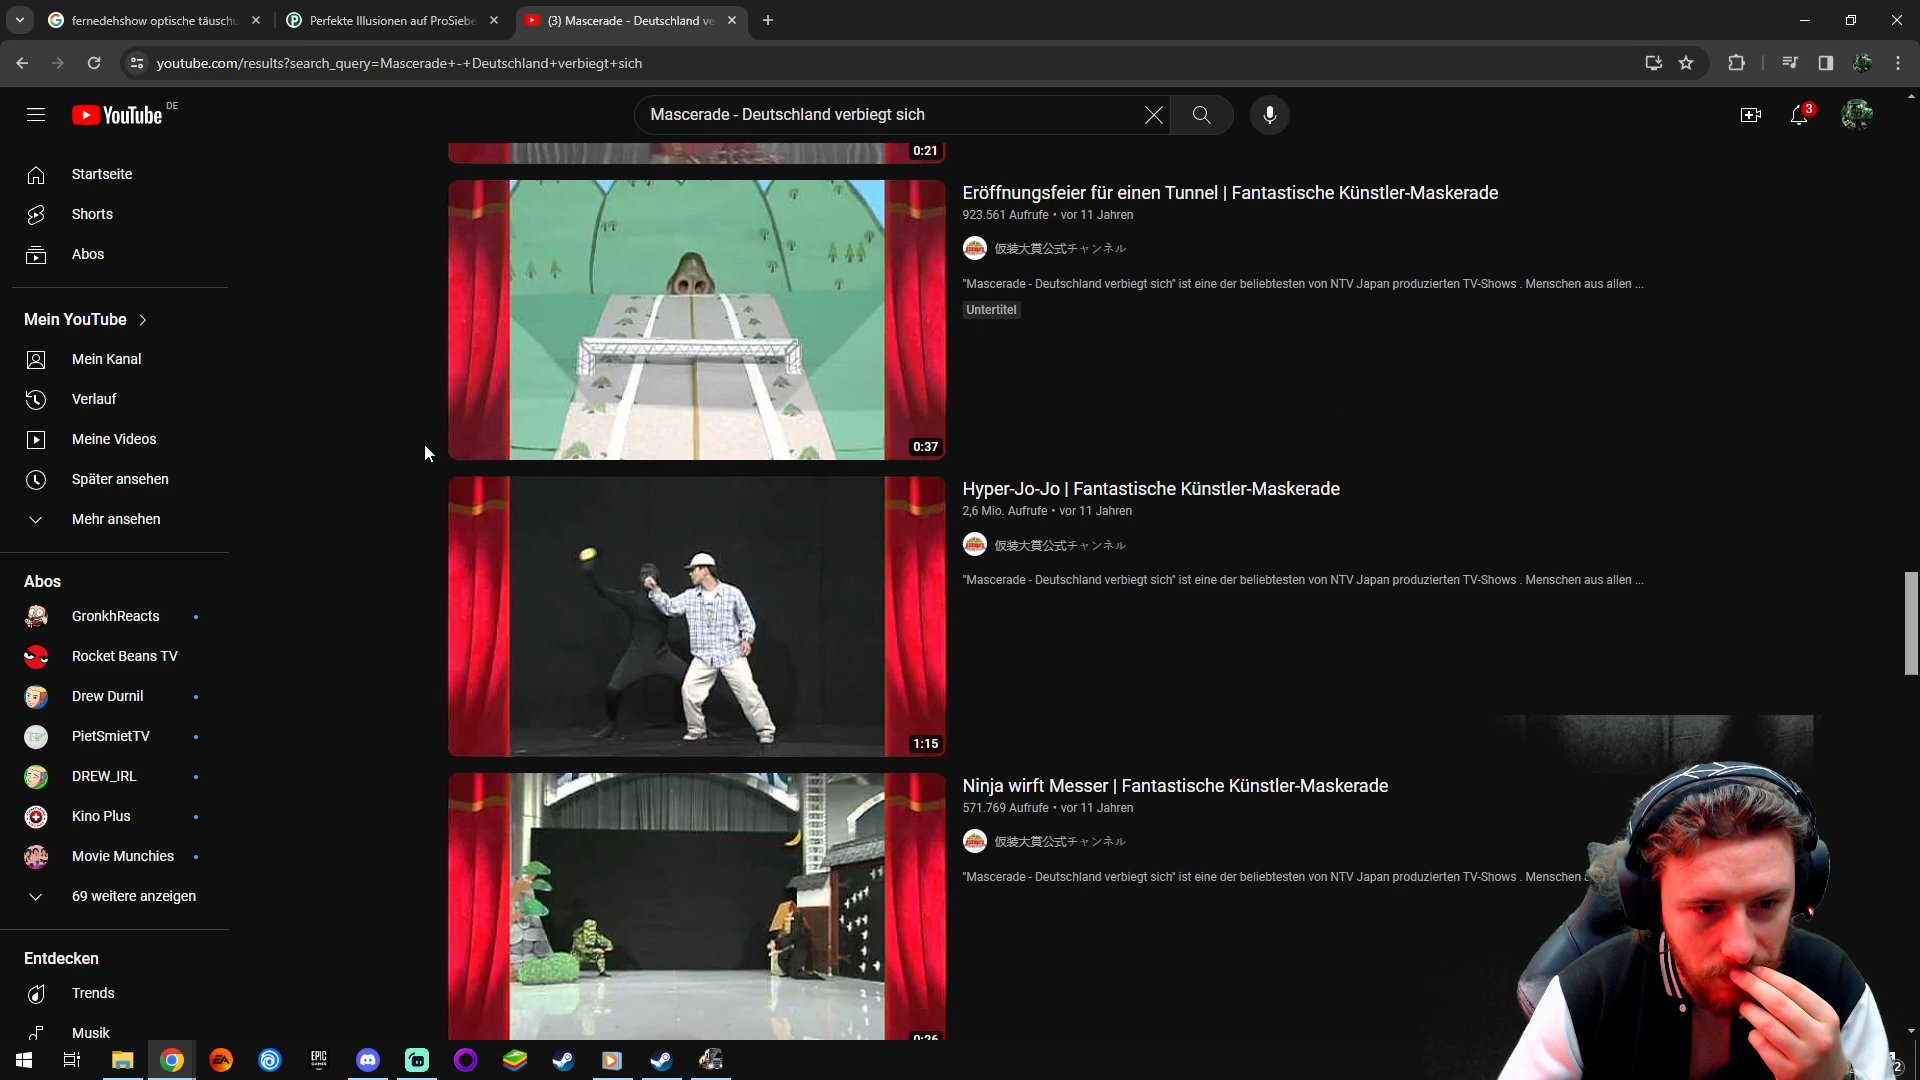 fernedehshow optische täuschu
Perfekte Illusionen auf ProSiebe
(3) Mascerade - Deutschland ve
youtube.com/results?search_query=Mascerade+-+Deutschland+verbiegt+sich
YouTube DE
Mascerade - Deutschland verbiegt sich
3
Startseite
Shorts
Abos
Mein YouTube
Mein Kanal
Verlauf
Meine Videos
Später ansehen
Mehr ansehen
Abos
GronkhReacts
Rocket Beans TV
Drew Durnil
PietSmietTV
DREW_IRL
Kino Plus
Movie Munchies
69 weitere anzeigen
Entdecken
Trends
Musik
0:21
0:37
Eröffnungsfeier für einen Tunnel | Fantastische Künstler-Maskerade
923.561 Aufrufe • vor 11 Jahren
仮装大賞公式チャンネル
"Mascerade - Deutschland verbiegt sich" ist eine der beliebtesten von NTV Japan produzierten TV-Shows . Menschen aus allen ...
Untertitel
1:15
Hyper-Jo-Jo | Fantastische Künstler-Maskerade
2,6 Mio. Aufrufe • vor 11 Jahren
仮装大賞公式チャンネル
"Mascerade - Deutschland verbiegt sich" ist eine der beliebtesten von NTV Japan produzierten TV-Shows . Menschen aus allen ...
0:26
Ninja wirft Messer | Fantastische Künstler-Maskerade
571.769 Aufrufe • vor 11 Jahren
仮装大賞公式チャンネル
"Mascerade - Deutschland verbiegt sich" ist eine der beliebtesten von NTV Japan produzierten TV-Shows . Menschen
EA
EPIC
GAMES
2